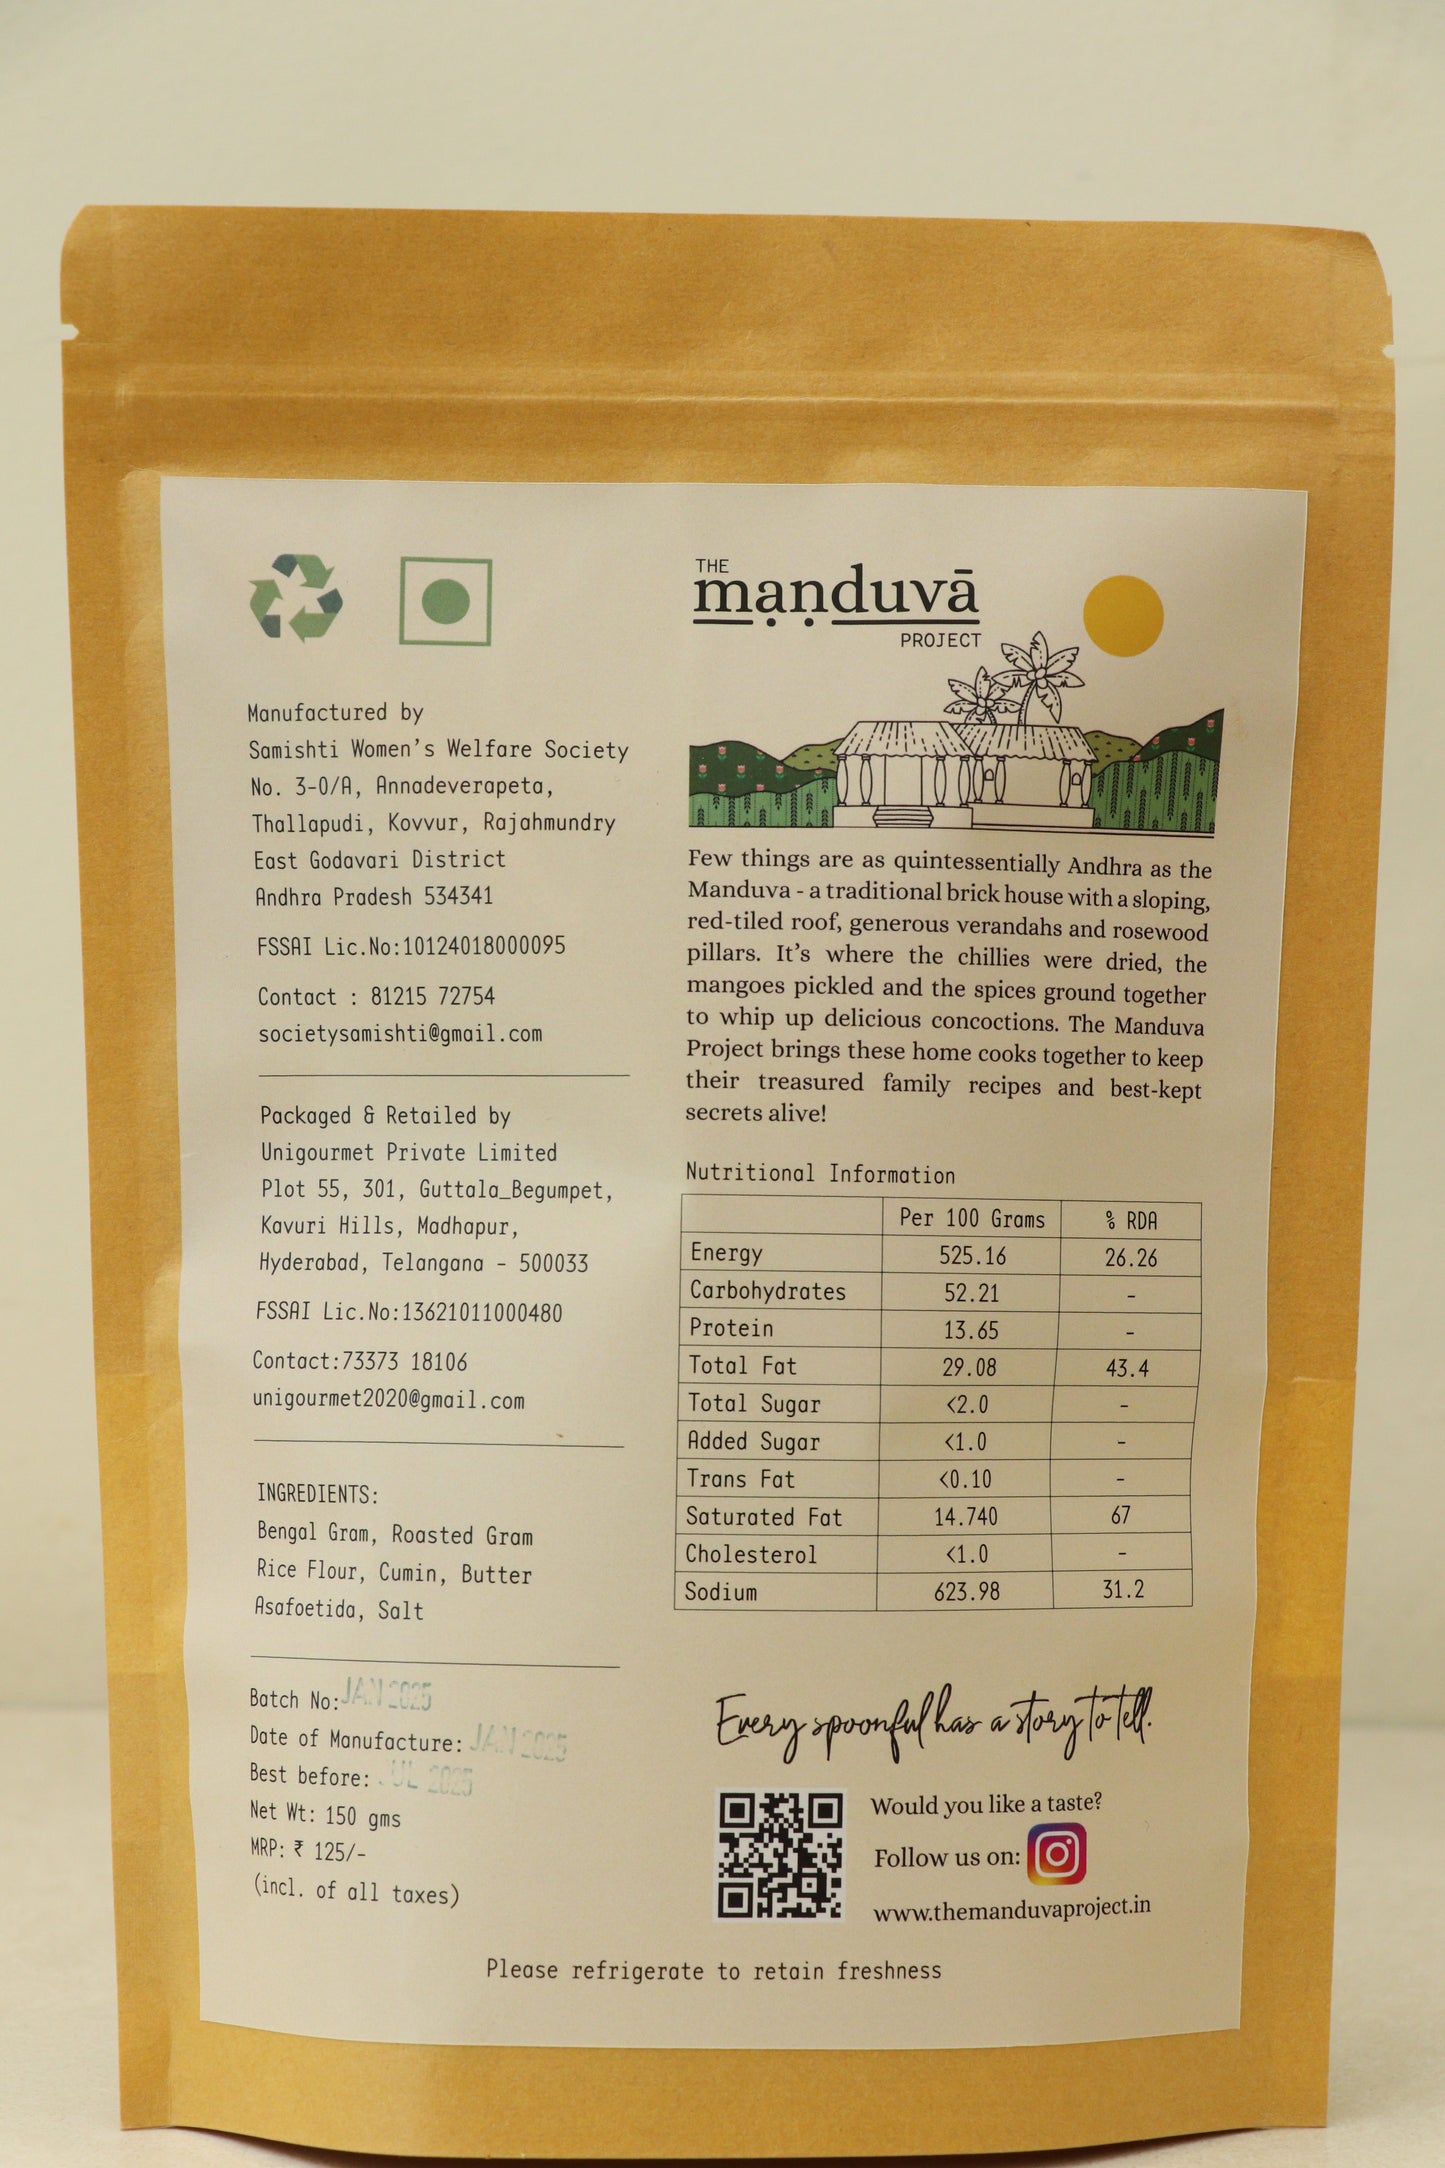 Manufactured by
Samishti Women's Welfare Society
No. 3-0/A, Annadeverapeta,
Thallapudi, Kovvur, Rajahmundry
East Godavari District
Andhra Pradesh 534341
FSSAI Lic.No:10124018000095
Contact : 81215 72754
societysamishti@gmail.com
Packaged & Retailed by
Unigourmet Private Limited
Plot 55, 301, Guttala_Begumpet,
Kavuri Hills, Madhapur,
Hyderabad, Telangana - 500033
FSSAI Lic.No:13621011000480
Contact:73373 18106
unigourmet2020@gmail.com
INGREDIENTS:
Bengal Gram, Roasted Gram
Rice Flour, Cumin, Butter
Asafoetida, Salt
Batch No: JAN 2025
Date of Manufacture: JAN 2025
Best before: JUL 2025
Net Wt: 150 gms
MRP: ₹ 125/-
(incl. of all taxes)
THE
maṇḍuvā
PROJECT
Few things are as quintessentially Andhra as the
Manduva - a traditional brick house with a sloping,
red-tiled roof, generous verandahs and rosewood
pillars. It's where the chillies were dried, the
mangoes pickled and the spices ground together
to whip up delicious concoctions. The Manduva
Project brings these home cooks together to keep
their treasured family recipes and best-kept
secrets alive!
Nutritional Information
Per 100 Grams % RDA
Energy 525.16 26.26
Carbohydrates 52.21 -
Protein 13.65 -
Total Fat 29.08 43.4
Total Sugar <2.0 -
Added Sugar <1.0 -
Trans Fat <0.10 -
Saturated Fat 14.740 67
Cholesterol <1.0 -
Sodium 623.98 31.2
Every spoonful has a story to tell.
Would you like a taste?
Follow us on:
www.themanduvaproject.in
Please refrigerate to retain freshness